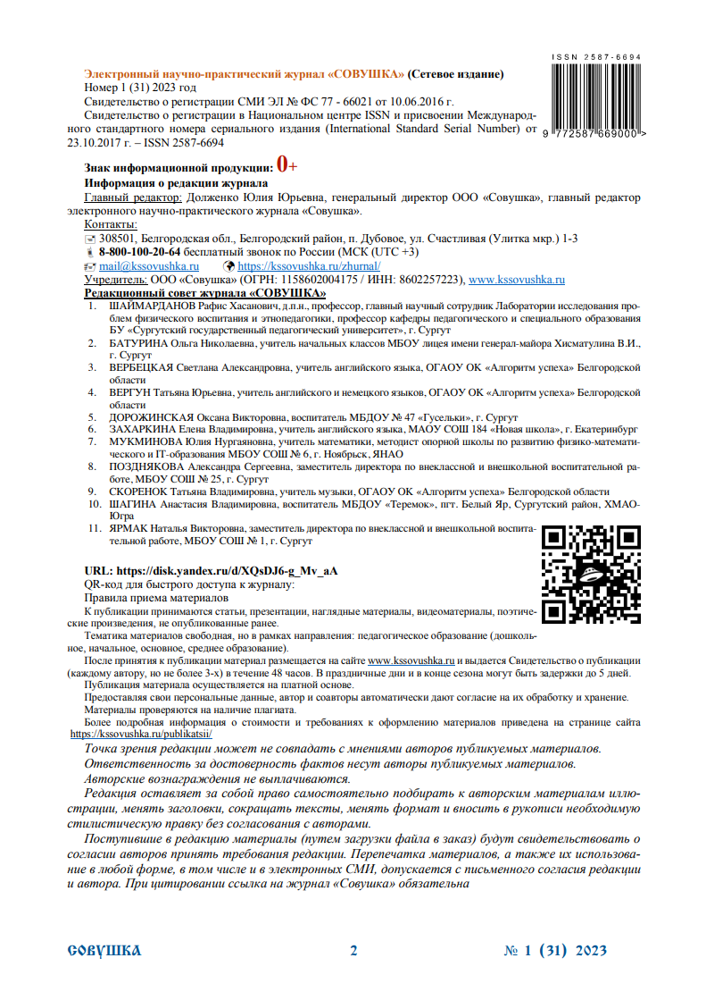 ISSN 2587-6694
Электронный научно-практический журнал «СОВУШКА» (Сетевое издание)
Номер 1 (31) 2023 год
Свидетельство о регистрации СМИ ЭЛ № ФС 77 - 66021 от 10.06.2016 г.
Свидетельство о регистрации в Национальном центре ISSN и присвоении Международ-
ного стандартного номера сериального издания (International Standard Serial Number) от
23.10.2017 г. – ISSN 2587-6694
9 772587 669000 >
Знак информационной продукции: 0+
Информация о редакции журнала
Главный редактор: Долженко Юлия Юрьевна, генеральный директор ООО «Совушка», главный редактор
электронного научно-практического журнала «Совушка».
Контакты:
308501, Белгородская обл., Белгородский район, п. Дубовое, ул. Счастливая (Улитка мкр.) 1-3
8-800-100-20-64 бесплатный звонок по России (МСК (UTC +3)
mail@kssovushka.ru https://kssovushka.ru/zhurnal/
Учредитель: ООО «Совушка» (ОГРН: 1158602004175 / ИНН: 8602257223), www.kssovushka.ru
Редакционный совет журнала «СОВУШКА»
1. ШАЙМАРДАНОВ Рафис Хасанович, д.п.н., профессор, главный научный сотрудник Лаборатории исследования про-
блем физического воспитания и этнопедагогики, профессор кафедры педагогического и специального образования
БУ «Сургутский государственный педагогический университет», г. Сургут
2. БАТУРИНА Ольга Николаевна, учитель начальных классов МБОУ лицея имени генерал-майора Хисматулина В.И.,
г. Сургут
3. ВЕРБЕЦКАЯ Светлана Александровна, учитель английского языка, ОГАОУ ОК «Алгоритм успеха» Белгородской
области
4. ВЕРГУН Татьяна Юрьевна, учитель английского и немецкого языков, ОГАОУ ОК «Алгоритм успеха» Белгородской
области
5. ДОРОЖИНСКАЯ Оксана Викторовна, воспитатель МБДОУ № 47 «Гусельки», г. Сургут
6. ЗАХАРКИНА Елена Владимировна, учитель английского языка, МАОУ СОШ 184 «Новая школа», г. Екатеринбург
7. МУКМИНОВА Юлия Нургаяновна, учитель математики, методист опорной школы по развитию физико-математи-
ческого и IT-образования МБОУ СОШ № 6, г. Ноябрьск, ЯНАО
8. ПОЗДНЯКОВА Александра Сергеевна, заместитель директора по внеклассной и внешкольной воспитательной ра-
боте, МБОУ СОШ № 25, г. Сургут
9. СКОРЕНОК Татьяна Владимировна, учитель музыки, ОГАОУ ОК «Алгоритм успеха» Белгородской области
10. ШАГИНА Анастасия Владимировна, воспитатель МБДОУ «Теремок», пгт. Белый Яр, Сургутский район, ХМАО-
Югра
11. ЯРМАК Наталья Викторовна, заместитель директора по внеклассной и внешкольной воспита-
тельной работе, МБОУ СОШ № 1, г. Сургут
URL: https://disk.yandex.ru/d/XQsDJ6-g_Mv_aA
QR-код для быстрого доступа к журналу:
Правила приема материалов
К публикации принимаются статьи, презентации, наглядные материалы, видеоматериалы, поэтиче-
ские произведения, не опубликованные ранее.
Тематика материалов свободная, но в рамках направления: педагогическое образование (дошколь-
ное, начальное, основное, среднее образование).
После принятия к публикации материал размещается на сайте www.kssovushka.ru и выдается Свидетельство о публикации
(каждому автору, но не более 3-х) в течение 48 часов. В праздничные дни и в конце сезона могут быть задержки до 5 дней.
Публикация материала осуществляется на платной основе.
Предоставляя свои персональные данные, автор и соавторы автоматически дают согласие на их обработку и хранение.
Материалы проверяются на наличие плагиата.
Более подробная информация о стоимости и требованиях к оформлению материалов приведена на странице сайта
https://kssovushka.ru/publikatsii/
Точка зрения редакции может не совпадать с мнениями авторов публикуемых материалов.
Ответственность за достоверность фактов несут авторы публикуемых материалов.
Авторские вознаграждения не выплачиваются.
Редакция оставляет за собой право самостоятельно подбирать к авторским материалам иллю-
страции, менять заголовки, сокращать тексты, менять формат и вносить в рукописи необходимую
стилистическую правку без согласования с авторами.
Поступившие в редакцию материалы (путем загрузки файла в заказ) будут свидетельствовать о
согласии авторов принять требования редакции. Перепечатка материалов, а также их использова-
ние в любой форме, в том числе и в электронных СМИ, допускается с письменного согласия редакции
и автора. При цитировании ссылка на журнал «Совушка» обязательна
СОВУШКА 2 № 1 (31) 2023